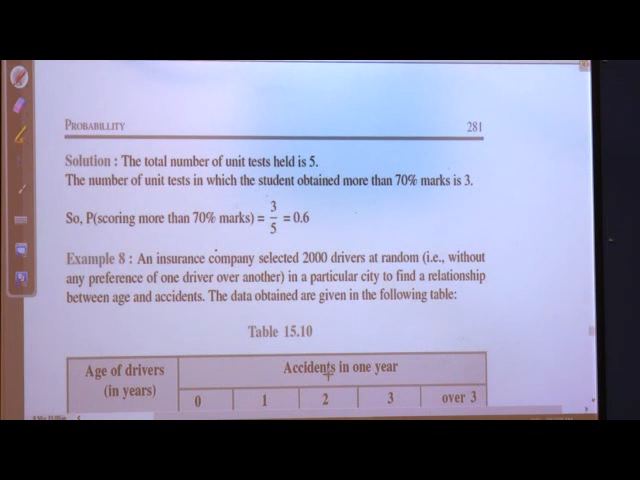 PROBABILLITY 281
Solution : The total number of unit tests held is 5.
The number of unit tests in which the student obtained more than 70% marks is 3.
So, P(scoring more than 70% marks) = 3/5 = 0.6
Example 8 : An insurance company selected 2000 drivers at random (i.e., without
any preference of one driver over another) in a particular city to find a relationship
between age and accidents. The data obtained are given in the following table:
Table 15.10
Age of drivers Accidents in one year
(in years) 0 1 2 3 over 3